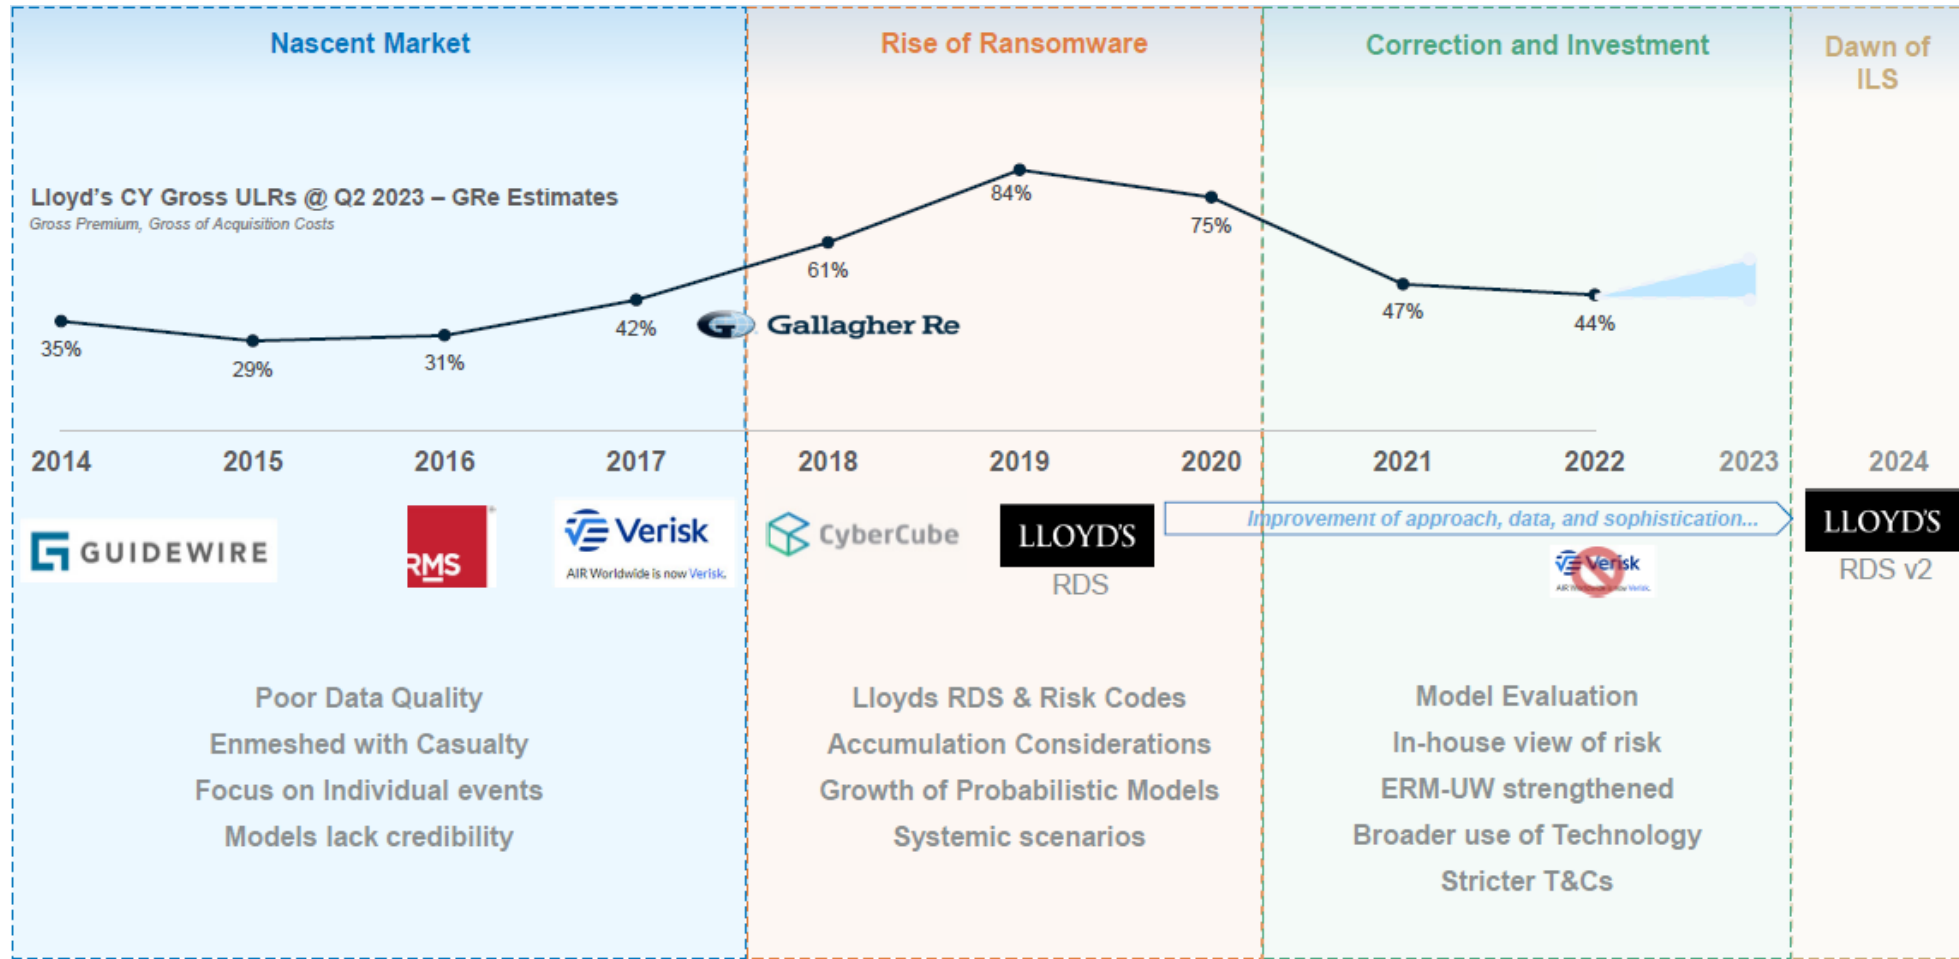 Nascent Market
Rise of Ransomware
Correction and Investment
Dawn of
ILS
Lloyd's CY Gross ULRs @ Q2 2023 – GRe Estimates
Gross Premium, Gross of Acquisition Costs
35%
29%
31%
42%
61%
84%
75%
47%
44%
G Gallagher Re
2014
2015
2016
2017
2018
2019
2020
2021
2022
2023
2024
GUIDEWIRE
RMS®
Verisk
AIR Worldwide is now Verisk.
CyberCube
LLOYD'S
RDS
Improvement of approach, data, and sophistication...
Verisk
AIR Worldwide is now Verisk.
LLOYD'S
RDS v2
Poor Data Quality
Enmeshed with Casualty
Focus on Individual events
Models lack credibility
Lloyds RDS & Risk Codes
Accumulation Considerations
Growth of Probabilistic Models
Systemic scenarios
Model Evaluation
In-house view of risk
ERM-UW strengthened
Broader use of Technology
Stricter T&Cs